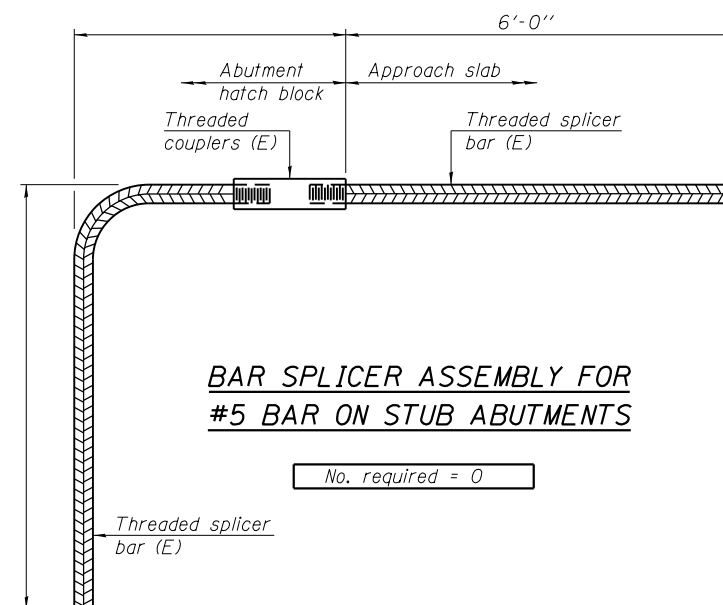 6'-0"
Abutment
hatch block
Approach slab
Threaded
couplers (E)
Threaded splicer
bar (E)
BAR SPLICER ASSEMBLY FOR
#5 BAR ON STUB ABUTMENTS
No. required = 0
Threaded splicer
bar (E)